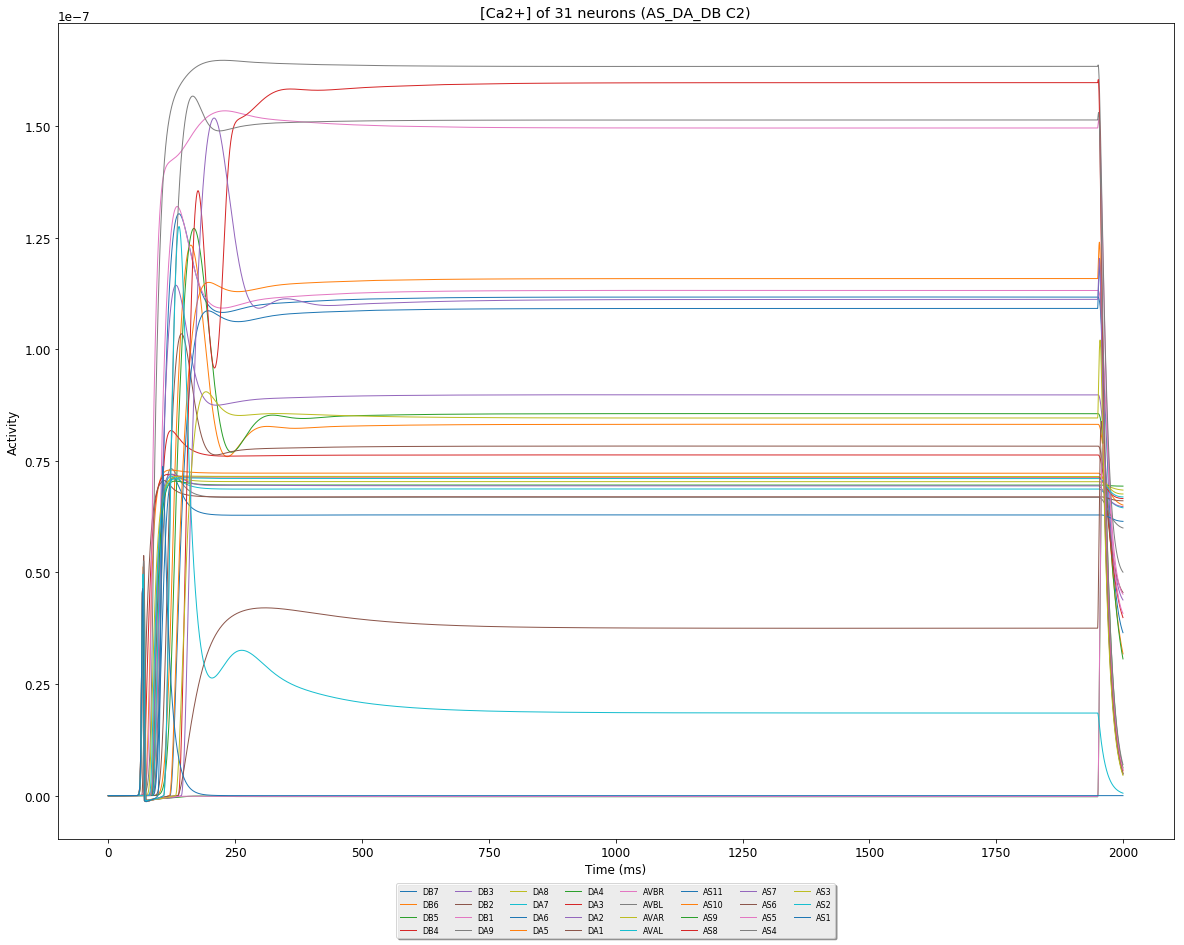 [Ca2+] of 31 neurons (AS_DA_DB C2)
1e−7
1.50
1.25
1.00
0.75
0.50
0.25
0.00
Activity
0 250 500 750 1000 1250 1500 1750 2000
Time (ms)
DB7 DB3 DA8 DA4 AVBR AS11 AS7 AS3
DB6 DB2 DA7 DA3 AVBL AS10 AS6 AS2
DB5 DB1 DA6 DA2 AVAR AS9 AS5 AS1
DB4 DA9 DA5 DA1 AVAL AS8 AS4